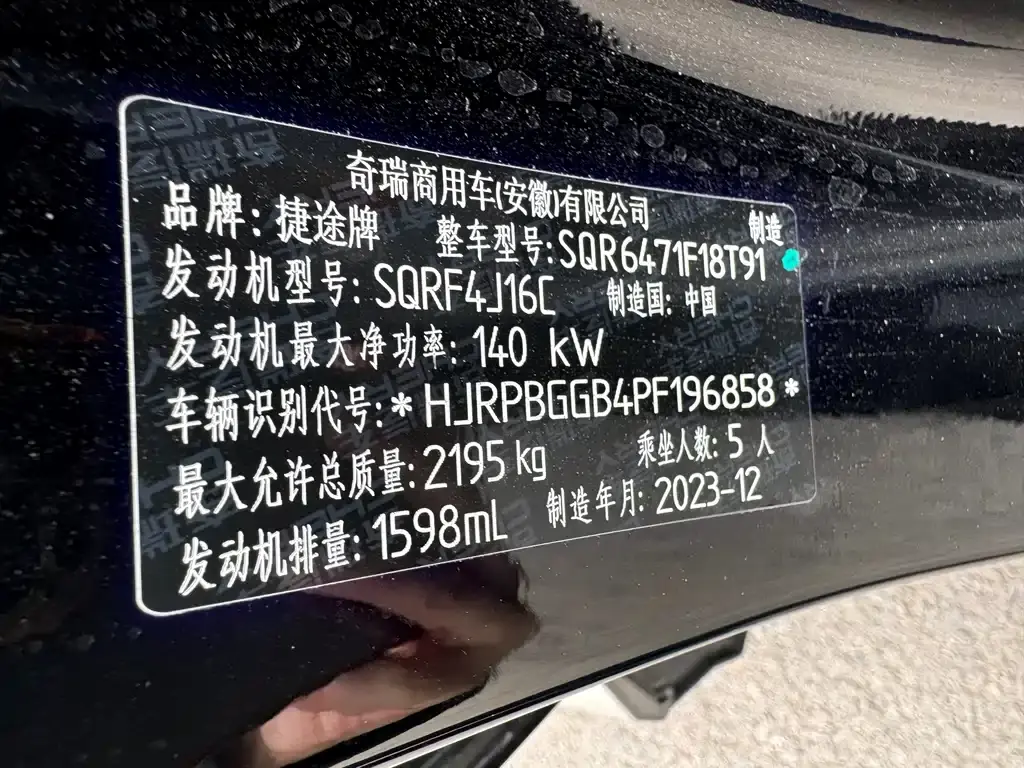 奇瑞商用车(安徽)有限公司 制造
品牌: 捷途牌 整车型号:SQR6471F18T91
发动机型号: SQRF4J16C 制造国: 中国
发动机最大净功率: 140 kW
车辆识别代号:*HJRPBGGB4PF196858*
最大允许总质量:2195kg 乘坐人数: 5 人
发动机排量: 1598mL 制造年月: 2023-12